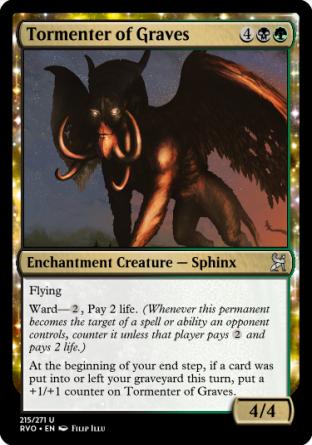 Tormenter of Graves 4
Enchantment Creature — Sphinx
Flying
Ward—2, Pay 2 life. (Whenever this permanent
becomes the target of a spell or ability an opponent
controls, counter it unless that player pays 2 and
pays 2 life.)
At the beginning of your end step, if a card was
put into or left your graveyard this turn, put a
+1/+1 counter on Tormenter of Graves.
4/4
215/271 U
RVO • EN Filip Illu